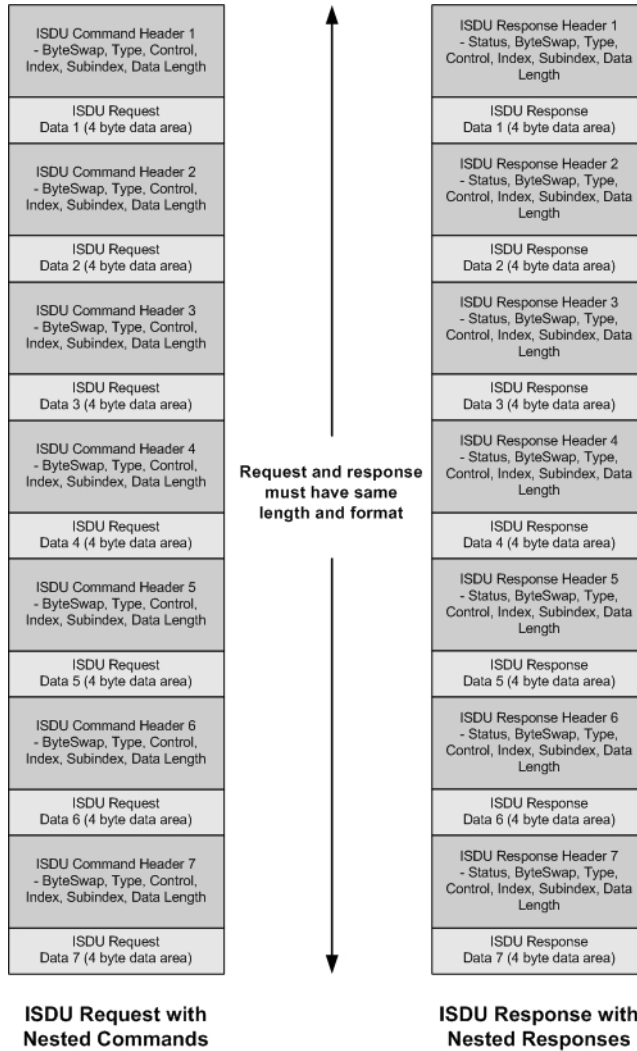 ISDU Command Header 1
- ByteSwap, Type, Control,
Index, Subindex, Data Length
ISDU Request
Data 1 (4 byte data area)
ISDU Command Header 2
- ByteSwap, Type, Control,
Index, Subindex, Data Length
ISDU Request
Data 2 (4 byte data area)
ISDU Command Header 3
- ByteSwap, Type, Control,
Index, Subindex, Data Length
ISDU Request
Data 3 (4 byte data area)
ISDU Command Header 4
- ByteSwap, Type, Control,
Index, Subindex, Data Length
ISDU Request
Data 4 (4 byte data area)
ISDU Command Header 5
- ByteSwap, Type, Control,
Index, Subindex, Data Length
ISDU Request
Data 5 (4 byte data area)
ISDU Command Header 6
- ByteSwap, Type, Control,
Index, Subindex, Data Length
ISDU Request
Data 6 (4 byte data area)
ISDU Command Header 7
- ByteSwap, Type, Control,
Index, Subindex, Data Length
ISDU Request
Data 7 (4 byte data area)
ISDU Request with
Nested Commands
Request and response
must have same
length and format
ISDU Response Header 1
- Status, ByteSwap, Type,
Control, Index, Subindex, Data
Length
ISDU Response
Data 1 (4 byte data area)
ISDU Response Header 2
- Status, ByteSwap, Type,
Control, Index, Subindex, Data
Length
ISDU Response
Data 2 (4 byte data area)
ISDU Response Header 3
- Status, ByteSwap, Type,
Control, Index, Subindex, Data
Length
ISDU Response
Data 3 (4 byte data area)
ISDU Response Header 4
- Status, ByteSwap, Type,
Control, Index, Subindex, Data
Length
ISDU Response
Data 4 (4 byte data area)
ISDU Response Header 5
- Status, ByteSwap, Type,
Control, Index, Subindex, Data
Length
ISDU Response
Data 5 (4 byte data area)
ISDU Response Header 6
- Status, ByteSwap, Type,
Control, Index, Subindex, Data
Length
ISDU Response
Data 6 (4 byte data area)
ISDU Response Header 7
- Status, ByteSwap, Type,
Control, Index, Subindex, Data
Length
ISDU Response
Data 7 (4 byte data area)
ISDU Response with
Nested Responses